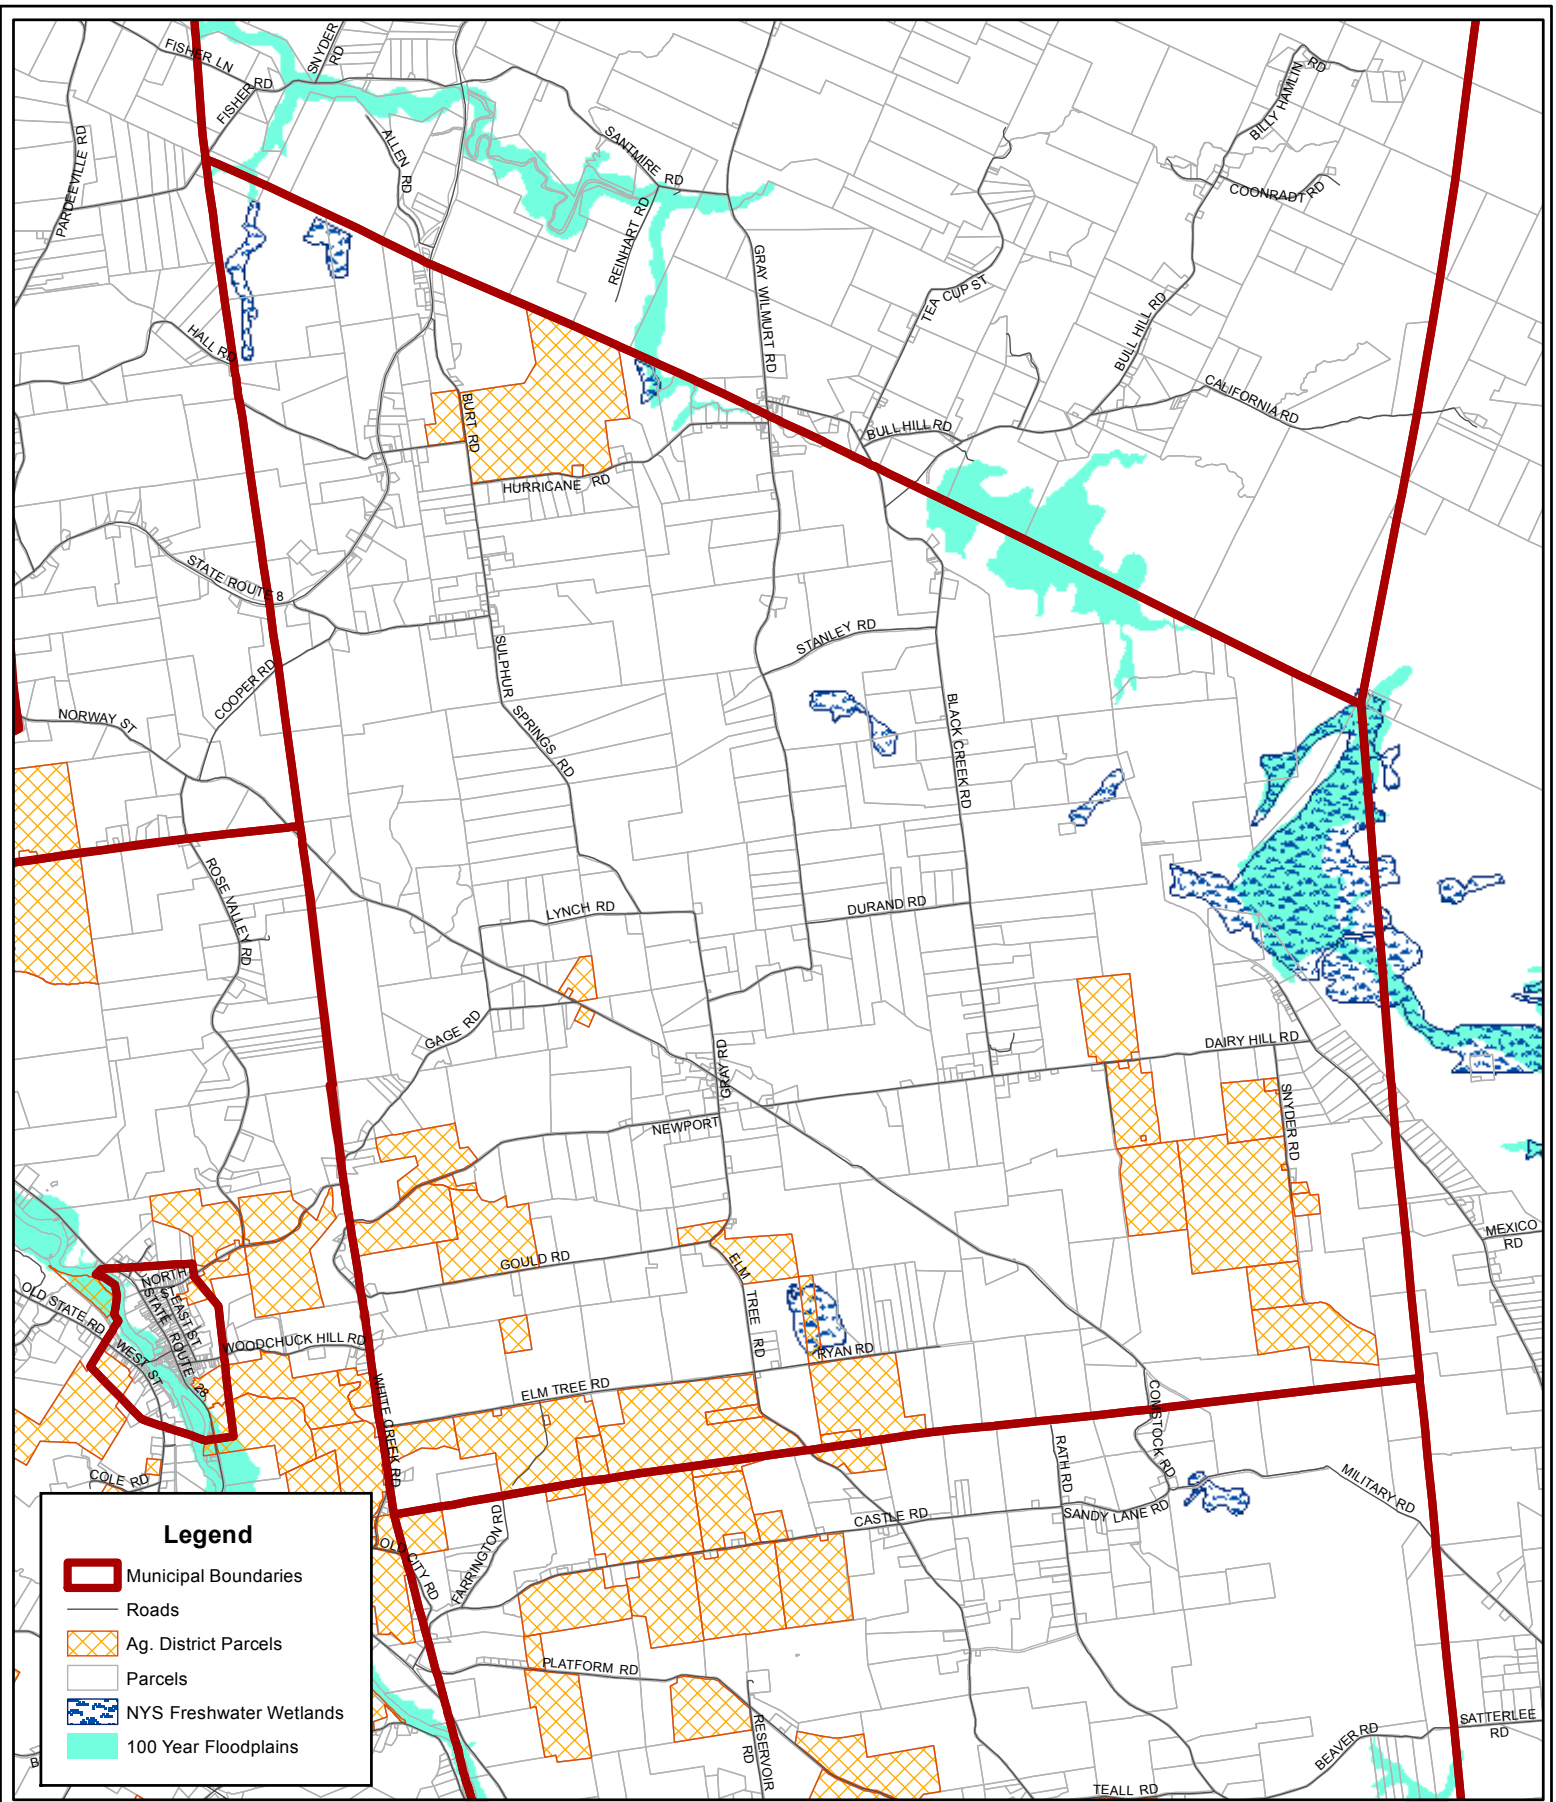 FISHER LN
SNYDER
RD
FISHER RD
PARDEEVILLE RD
ALLEN RD
SANTMIRE RD
REINHART RD
GRAY WILMURT RD
TEA CUP ST
BILLY HAMLIN
RD
COONRADT RD
BULL HILL RD
CALIFORNIA RD
BULL HILL RD
HALL RD
BURT RD
HURRICANE RD
STATE ROUTE 8
COOPER RD
NORWAY ST
SULPHUR SPRINGS RD
STANLEY RD
BLACK CREEK RD
ROSE VALLEY RD
LYNCH RD
DURAND RD
GAGE RD
GRAY RD
NEWPORT
DAIRY HILL RD
SNYDER RD
MEXICO
RD
GOULD RD
ELM TREE RD
RYAN RD
NORTH
EAST ST
STATE ROUTE 28
OLD STATE RD
WEST ST
WOODCHUCK HILL RD
ELM TREE RD
WHITE CREEK RD
COLE RD
COMSTOCK RD
RATH RD
SANDY LANE RD
MILITARY RD
CASTLE RD
OLD CITY RD
FARRINGTON RD
PLATFORM RD
RESERVOIR
RD
BEAVER RD
SATTERLEE
RD
TEALL RD
Legend
Municipal Boundaries
Roads
Ag. District Parcels
Parcels
NYS Freshwater Wetlands
100 Year Floodplains